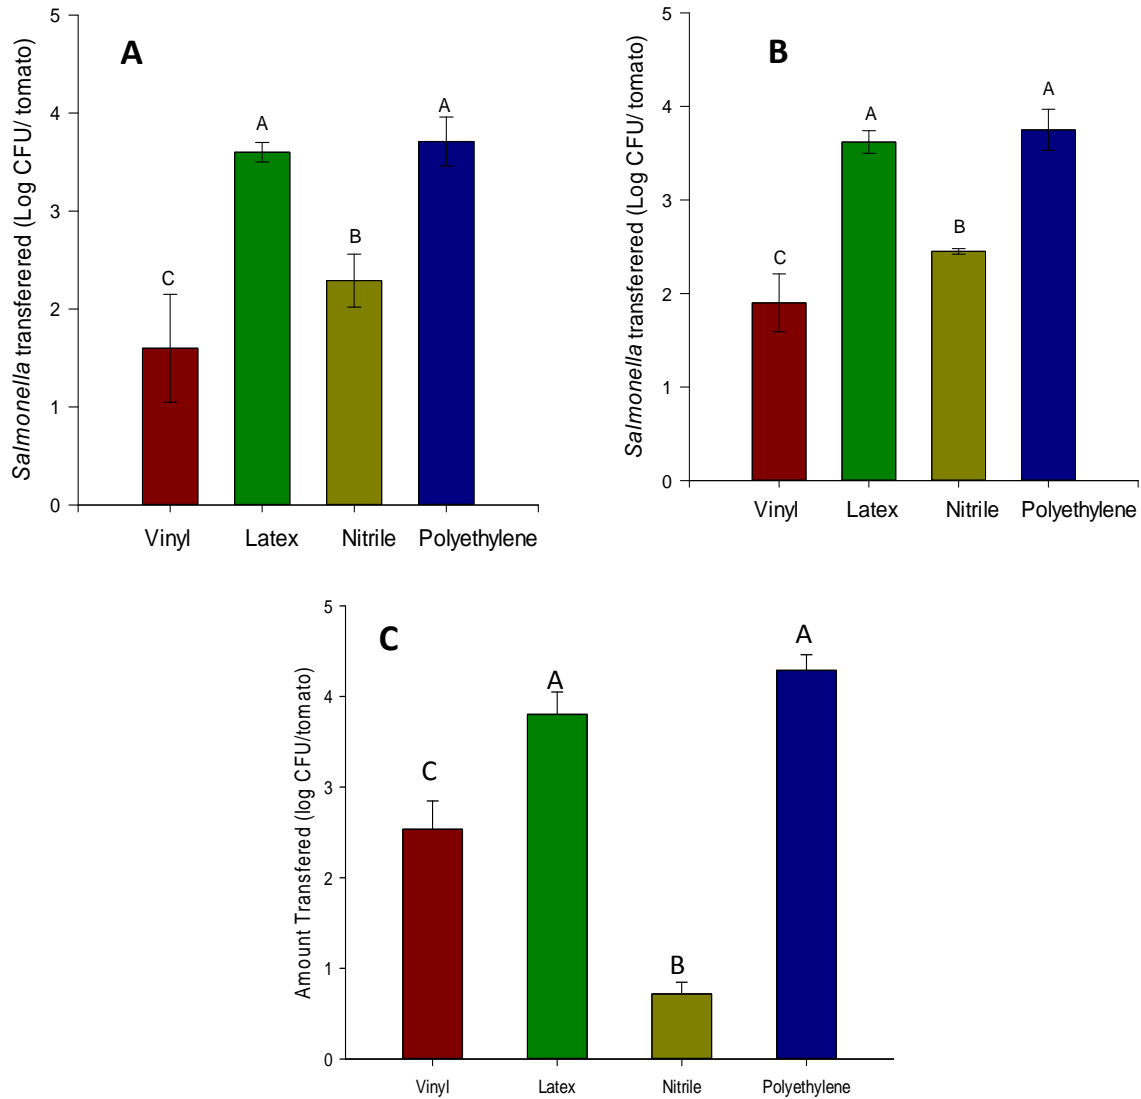 A
Salmonella transfered (Log CFU/ tomato)
5
4
3
2
1
0
C
A
B
A
Vinyl
Latex
Nitrile
Polyethylene
B
Salmonella transfererred (Log CFU/ tomato)
5
4
3
2
1
0
C
A
B
A
Vinyl
Latex
Nitrile
Polyethylene
C
Amount Transfered (log CFU/tomato)
5
4
3
2
1
0
C
A
B
A
Vinyl
Latex
Nitrile
Polyethylene